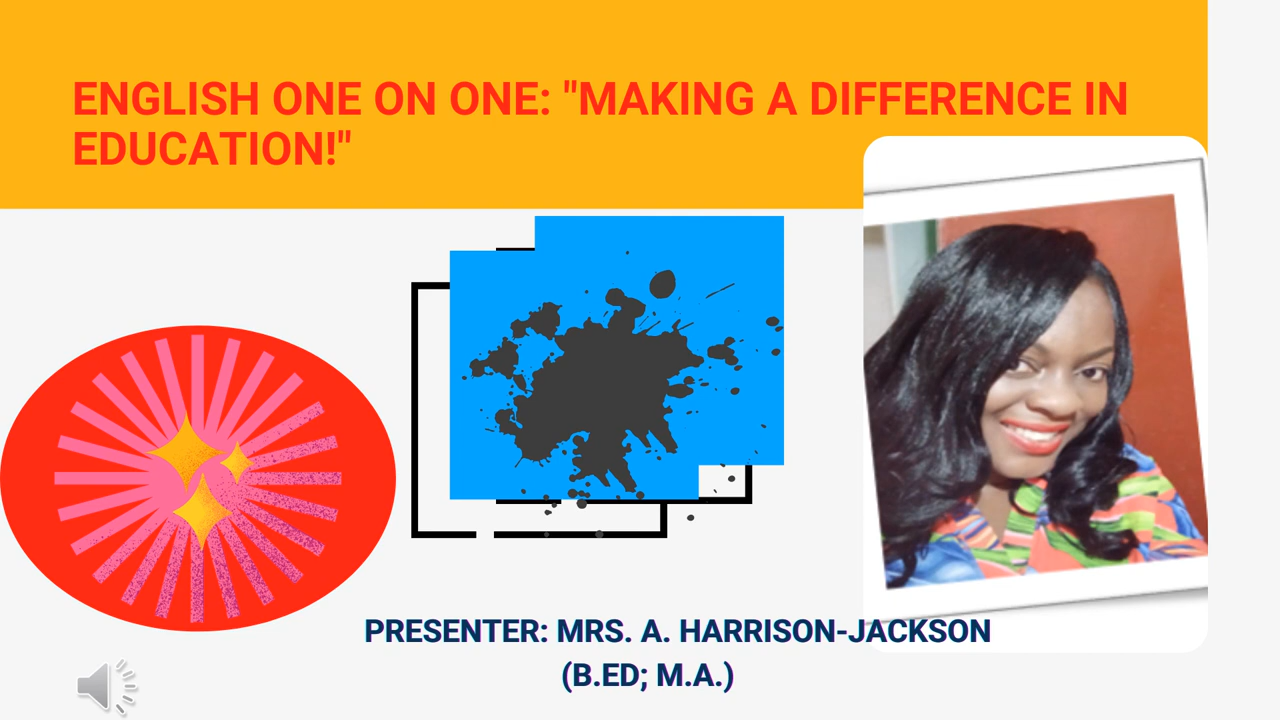 ENGLISH ONE ON ONE: "MAKING A DIFFERENCE IN
EDUCATION!"
PRESENTER: MRS. A. HARRISON-JACKSON
(B.ED; M.A.)